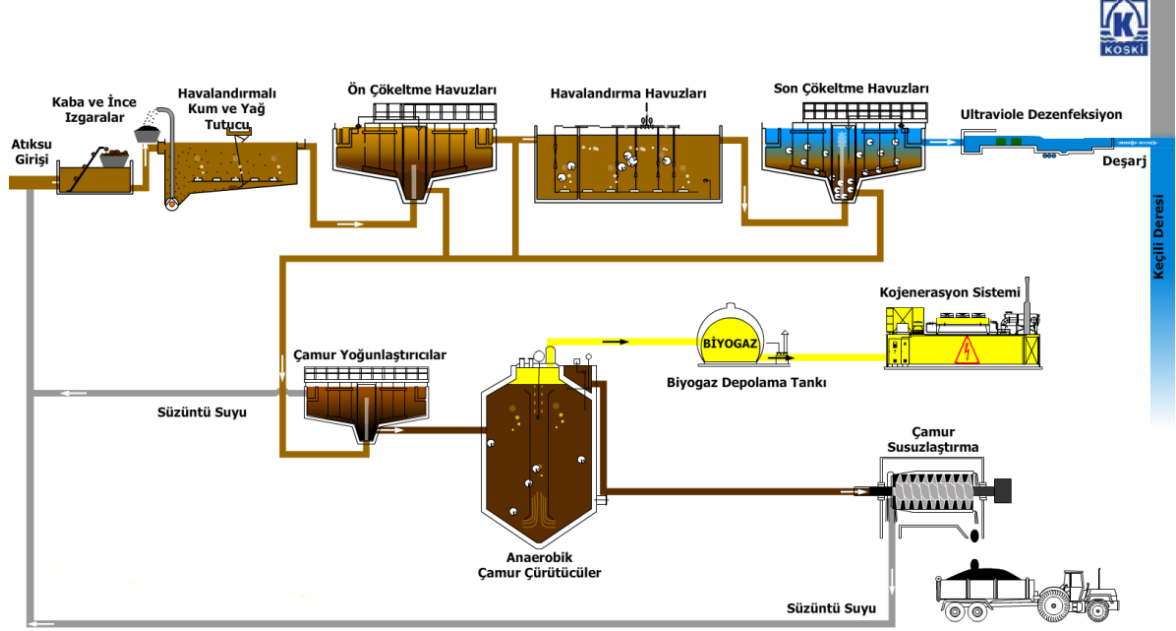 K
KOSKİ
Kaba ve İnce
Izgaralar
Havalandırmalı
Kum ve Yağ
Tutucu
Ön Çökeltme Havuzları
Havalandırma Havuzları
Son Çökeltme Havuzları
Ultraviole Dezenfeksiyon
Atıksu
Girişi
Deşarj
Keçili Deresi
Kojenerasyon Sistemi
BİYOGAZ
Biyogaz Depolama Tankı
Çamur Yoğunlaştırıcılar
Süzüntü Suyu
Çamur
Susuzlaştırma
Anaerobik
Çamur Çürütücüler
Süzüntü Suyu